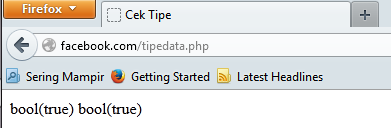 Firefox
Cek Tipe
facebook.com/tipedata.php
Sering Mampir Getting Started Latest Headlines
bool(true) bool(true)